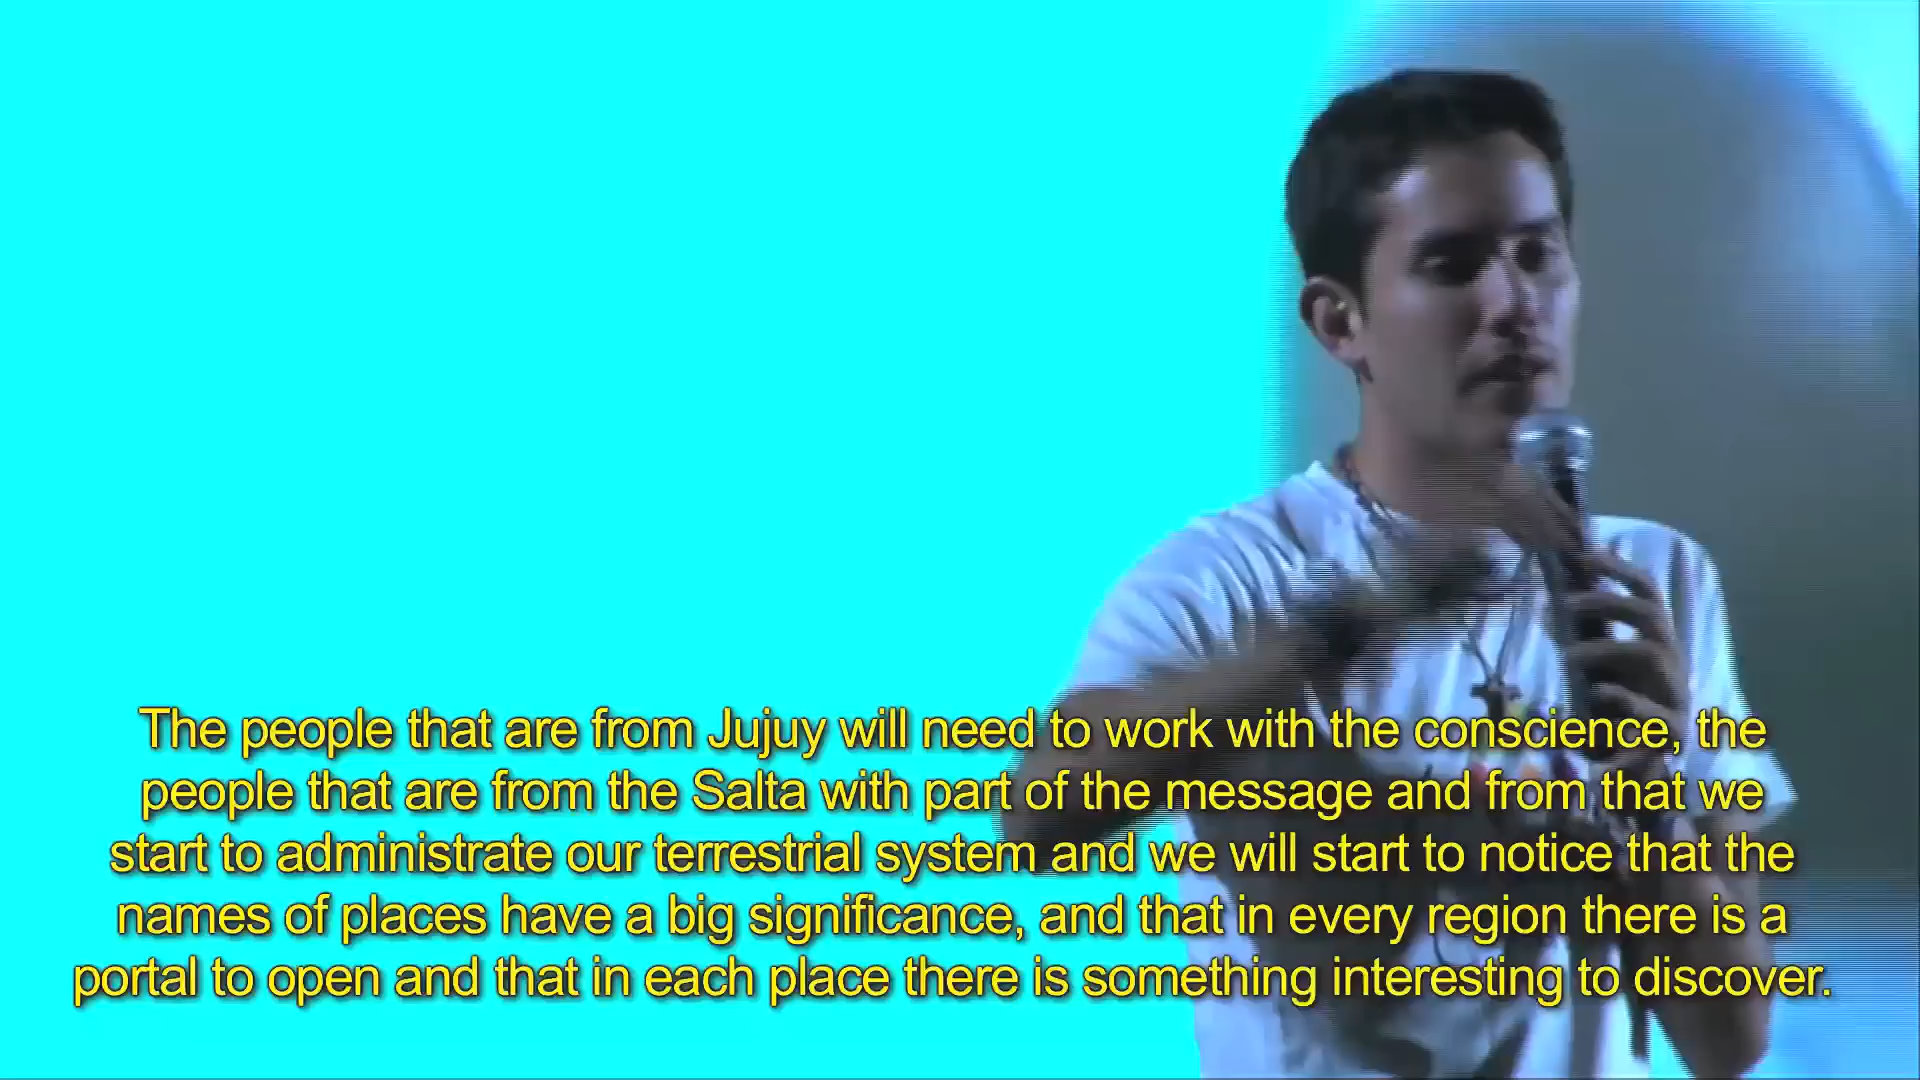 The people that are from Jujuy will need to work with the conscience, the
people that are from the Salta with part of the message and from that we
start to administrate our terrestrial system and we will start to notice that the
names of places have a big significance, and that in every region there is a
portal to open and that in each place there is something interesting to discover.